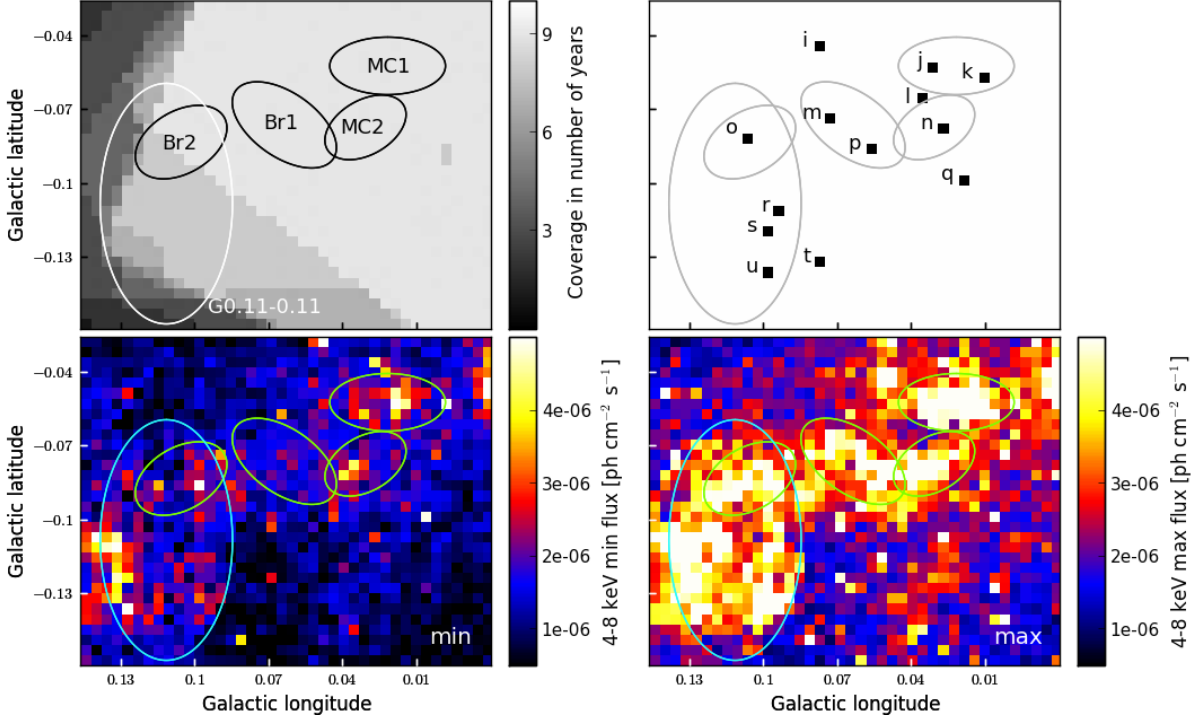 −0.04
−0.07
−0.1
−0.13
Galactic latitude
MC1
Br1
MC2
Br2
G0.11-0.11
9
6
3
Coverage in number of years
i
j
k
l
m
n
o
p
q
r
s
t
u
−0.04
−0.07
−0.1
−0.13
Galactic latitude
min
0.13 0.1 0.07 0.04 0.01
Galactic longitude
4e-06
3e-06
2e-06
1e-06
4-8 keV min flux [ph cm⁻² s⁻¹]
max
0.13 0.1 0.07 0.04 0.01
Galactic longitude
4e-06
3e-06
2e-06
1e-06
4-8 keV max flux [ph cm⁻² s⁻¹]